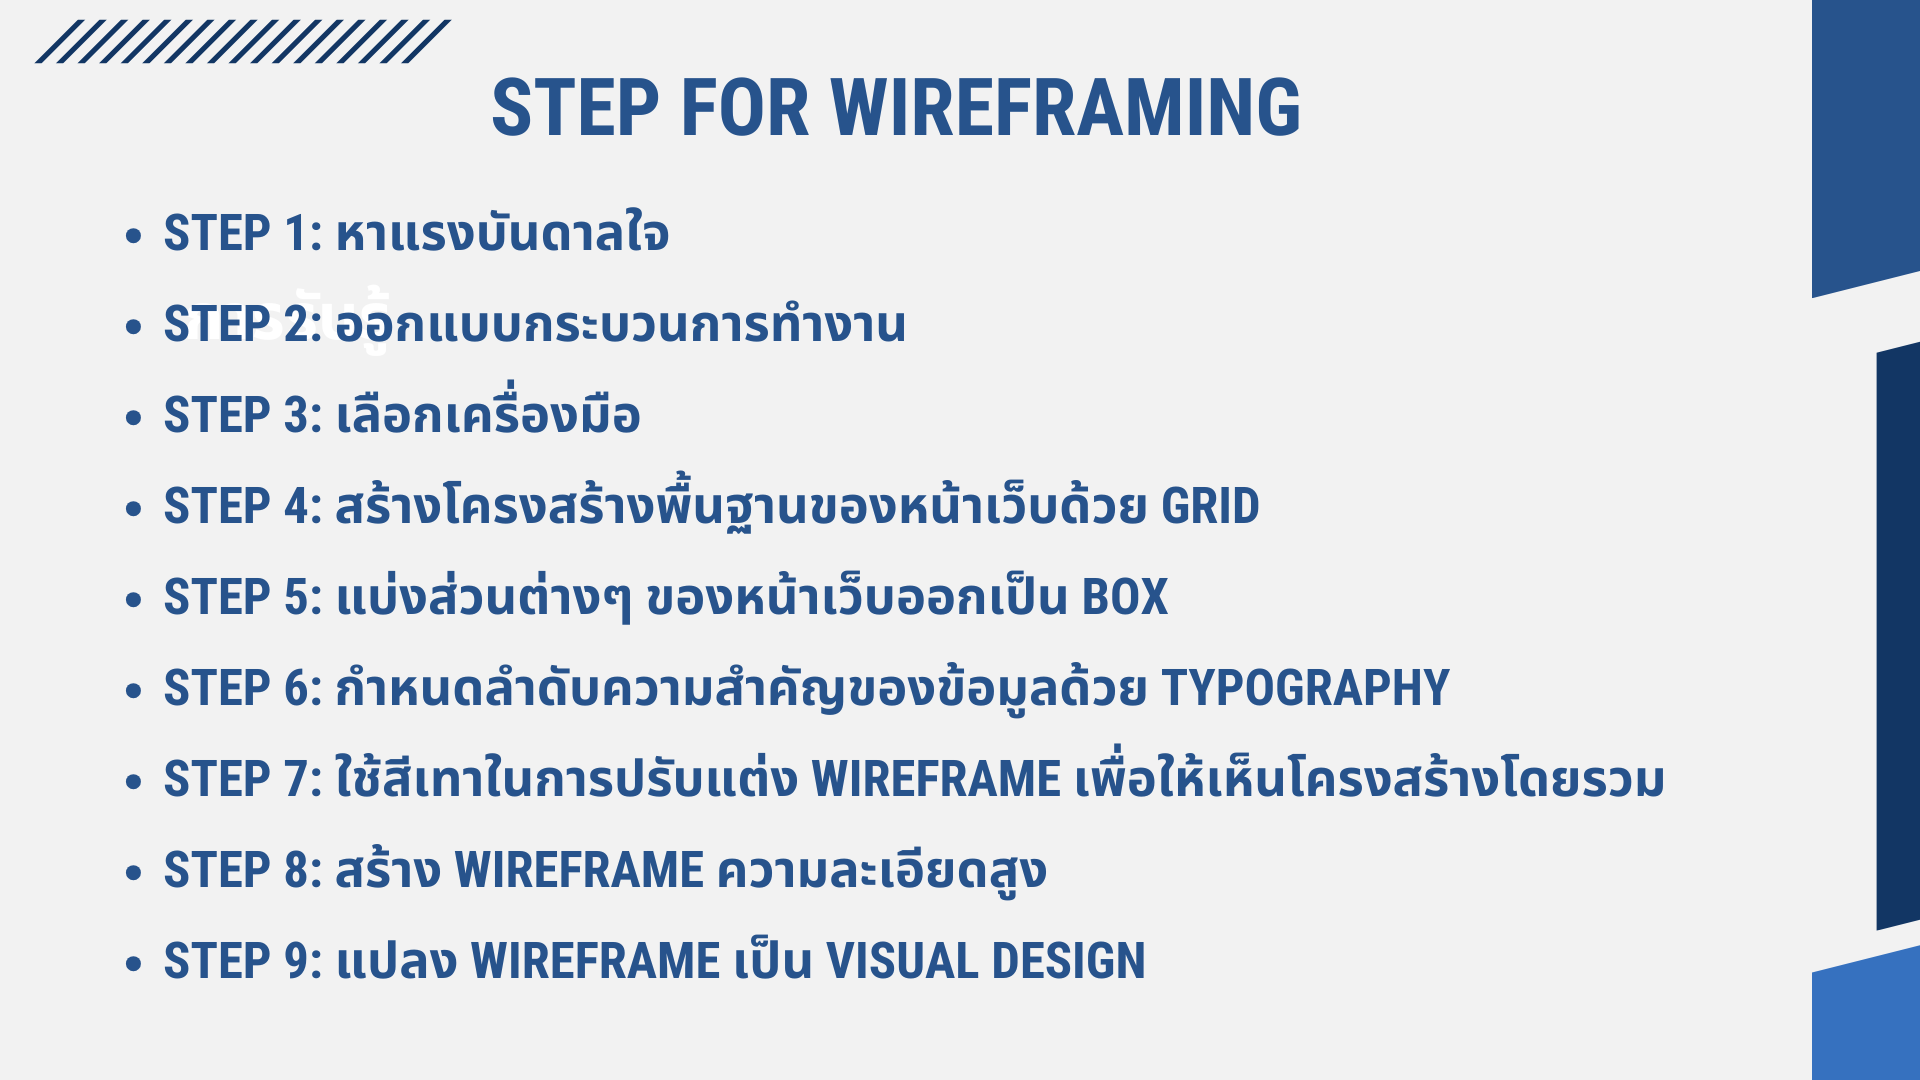 STEP FOR WIREFRAMING
• STEP 1: หาแรงบันดาลใจ
• STEP 2: ออกแบบกระบวนการทำงาน
• STEP 3: เลือกเครื่องมือ
• STEP 4: สร้างโครงสร้างพื้นฐานของหน้าเว็บด้วย GRID
• STEP 5: แบ่งส่วนต่างๆ ของหน้าเว็บออกเป็น BOX
• STEP 6: กำหนดลำดับความสำคัญของข้อมูลด้วย TYPOGRAPHY
• STEP 7: ใช้สีเทาในการปรับแต่ง WIREFRAME เพื่อให้เห็นโครงสร้างโดยรวม
• STEP 8: สร้าง WIREFRAME ความละเอียดสูง
• STEP 9: แปลง WIREFRAME เป็น VISUAL DESIGN